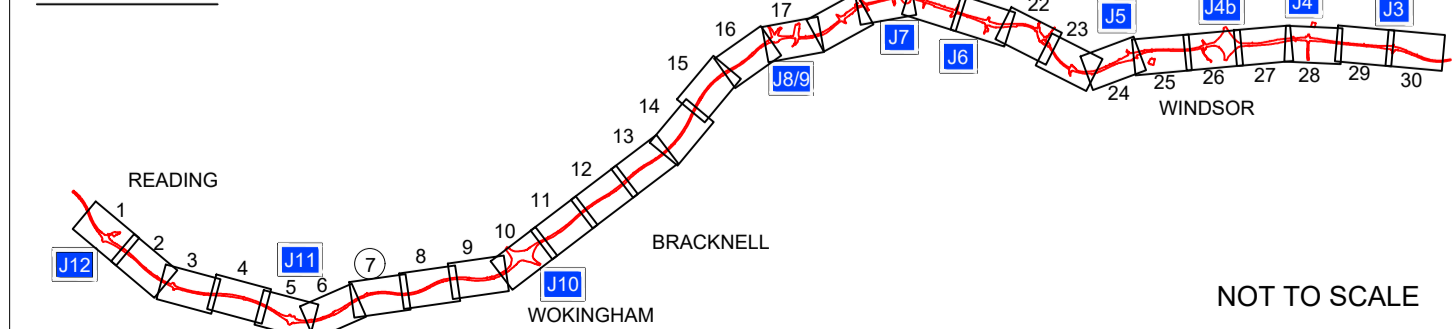 22
J4b
J4
J3
16
17
J5
23
J7
J6
15
J8/9
24
25
26
27
28
29
30
14
WINDSOR
13
READING
12
11
1
10
BRACKNELL
2
9
J12
3
4
J11
7
8
5
6
J10
NOT TO SCALE
WOKINGHAM